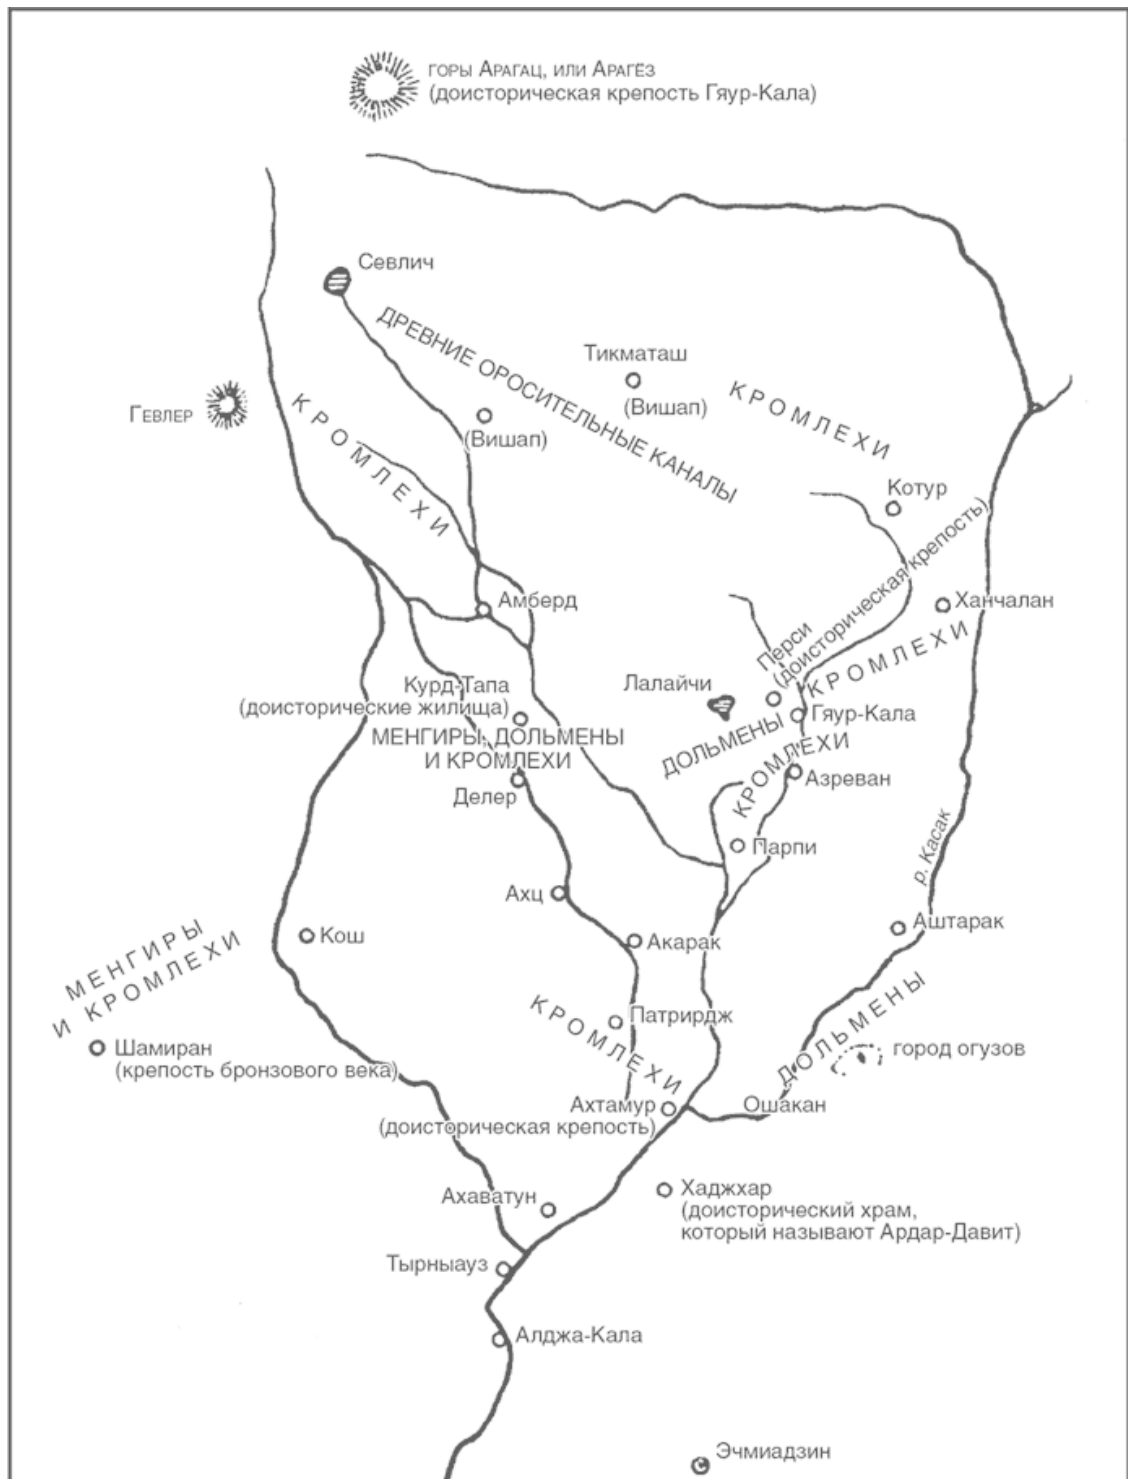 горы Арагац, или Арагёз
(доисторическая крепость Гяур-Кала)
Севлич
ДРЕВНИЕ ОРОСИТЕЛЬНЫЕ КАНАЛЫ
Тикматаш
(Вишап)
КРОМЛЕХИ
Гевлер
КРОМЛЕХИ
(Вишап)
Котур
Амберд
Ханчалан
Перси
(доисторическая крепость)
КРОМЛЕХИ
Курд-Тапа
(доисторические жилища)
Лалайчи
Гяур-Кала
ДОЛЬМЕНЫ
МЕНГИРЫ, ДОЛЬМЕНЫ
И КРОМЛЕХИ
КРОМЛЕХИ
Азреван
Делер
Парпи
р. Касак
Ахц
Аштарак
Кош
Акарак
МЕНГИРЫ
И КРОМЛЕХИ
КРОМЛЕХИ
Патрирдж
ДОЛЬМЕНЫ
город огузов
Шамиран
(крепость бронзового века)
Ахтамур
(доисторическая крепость)
Ошакан
Ахаватун
Хаджхар
(доисторический храм,
который называют Ардар-Давит)
Тырныауз
Алджа-Кала
Эчмиадзин